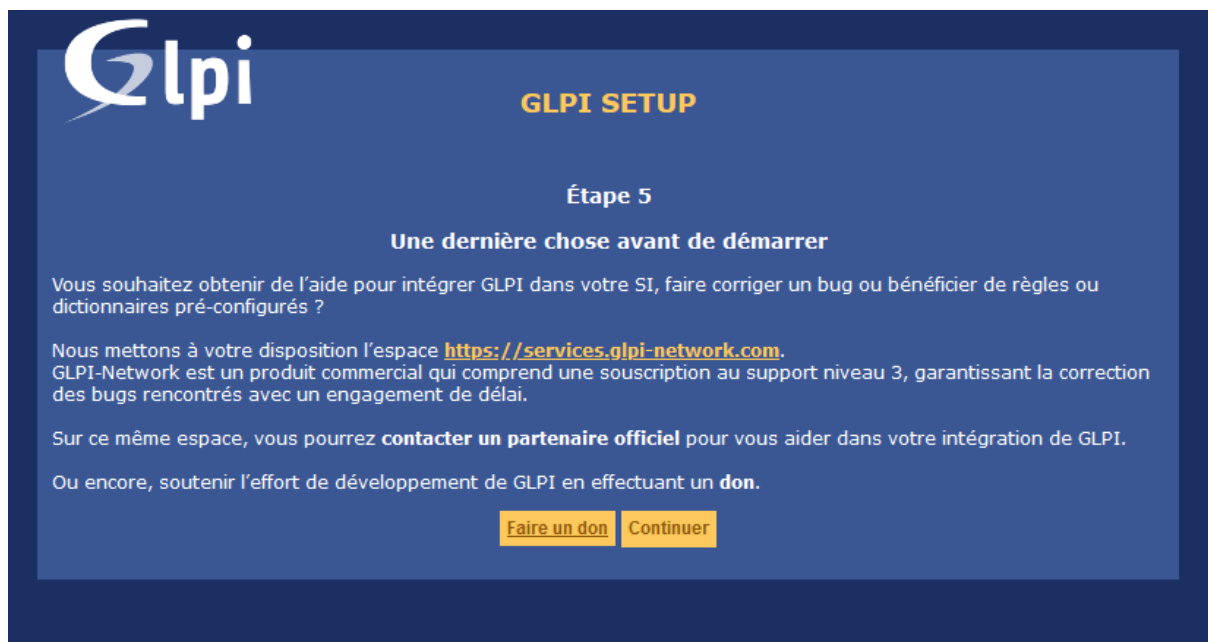 Glpi
GLPI SETUP
Étape 5
Une dernière chose avant de démarrer
Vous souhaitez obtenir de l’aide pour intégrer GLPI dans votre SI, faire corriger un bug ou bénéficier de règles ou
dictionnaires pré-configurés ?
Nous mettons à votre disposition l’espace https://services.glpi-network.com.
GLPI-Network est un produit commercial qui comprend une souscription au support niveau 3, garantissant la correction
des bugs rencontrés avec un engagement de délai.
Sur ce même espace, vous pourrez contacter un partenaire officiel pour vous aider dans votre intégration de GLPI.
Ou encore, soutenir l’effort de développement de GLPI en effectuant un don.
Faire un don Continuer